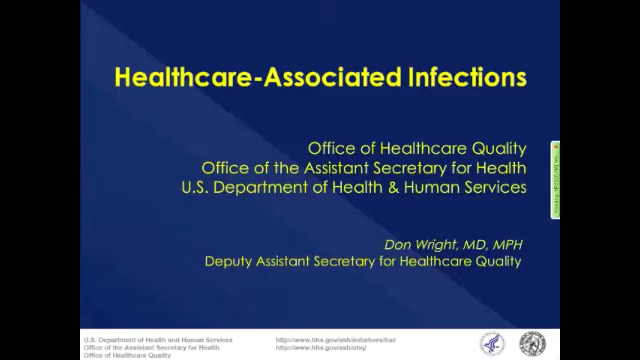 Healthcare-Associated Infections
Office of Healthcare Quality
Office of the Assistant Secretary for Health
U.S. Department of Health & Human Services
Don Wright, MD, MPH
Deputy Assistant Secretary for Healthcare Quality
U.S. Department of Health and Human Services
Office of the Assistant Secretary for Health
Office of Healthcare Quality
http://www.hhs.gov/ash/initiatives/hai/
http://www.hhs.gov/ash/ohq/